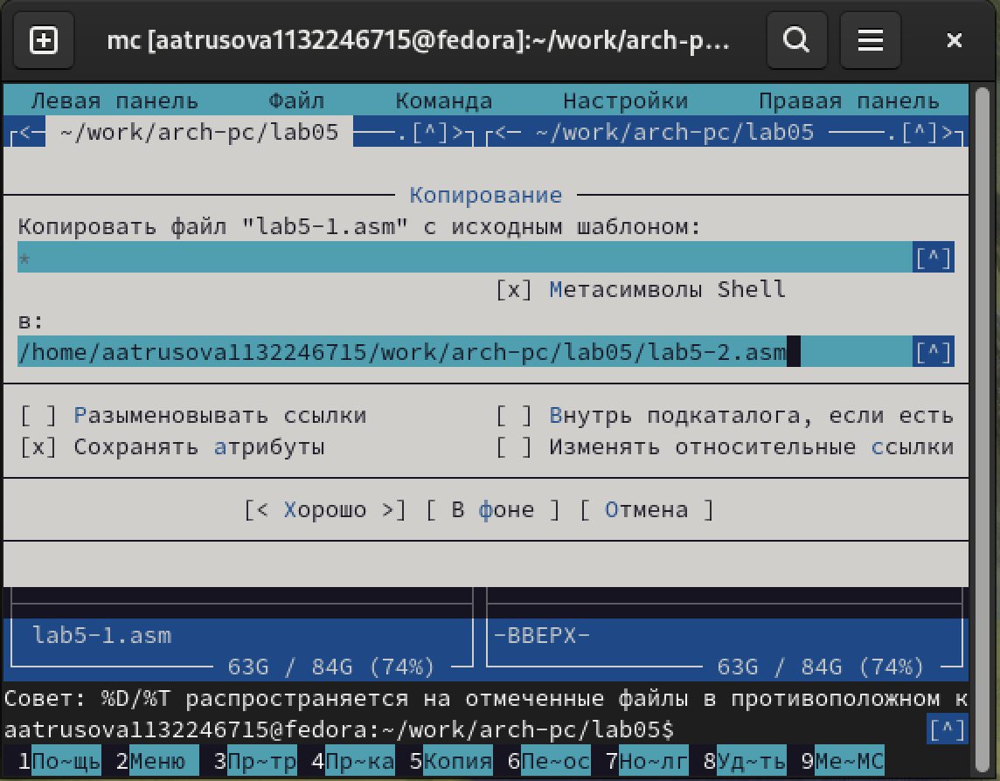 mc [aatrusova1132246715@fedora]:~/work/arch-p…
Левая панель Файл Команда Настройки Правая панель
<─ ~/work/arch-pc/lab05 ───.[^]> <─ ~/work/arch-pc/lab05 ────.[^]>
Копирование
Копировать файл "lab5-1.asm" с исходным шаблоном:
* [^]
[x] Метасимволы Shell
в:
/home/aatrusova1132246715/work/arch-pc/lab05/lab5-2.asm [^]
[ ] Разыменовывать ссылки [ ] Внутрь подкаталога, если есть
[x] Сохранять атрибуты [ ] Изменять относительные ссылки
[< Хорошо >] [ В фоне ] [ Отмена ]
lab5-1.asm -ВВЕРХ-
63G / 84G (74%) 63G / 84G (74%)
Совет: %D/%T распространяется на отмеченные файлы в противоположном к
aatrusova1132246715@fedora:~/work/arch-pc/lab05$ [^]
1По~щь 2Меню 3Пр~тр 4Пр~ка 5Копия 6Пе~ос 7Но~лг 8Уд~ть 9Ме~МС